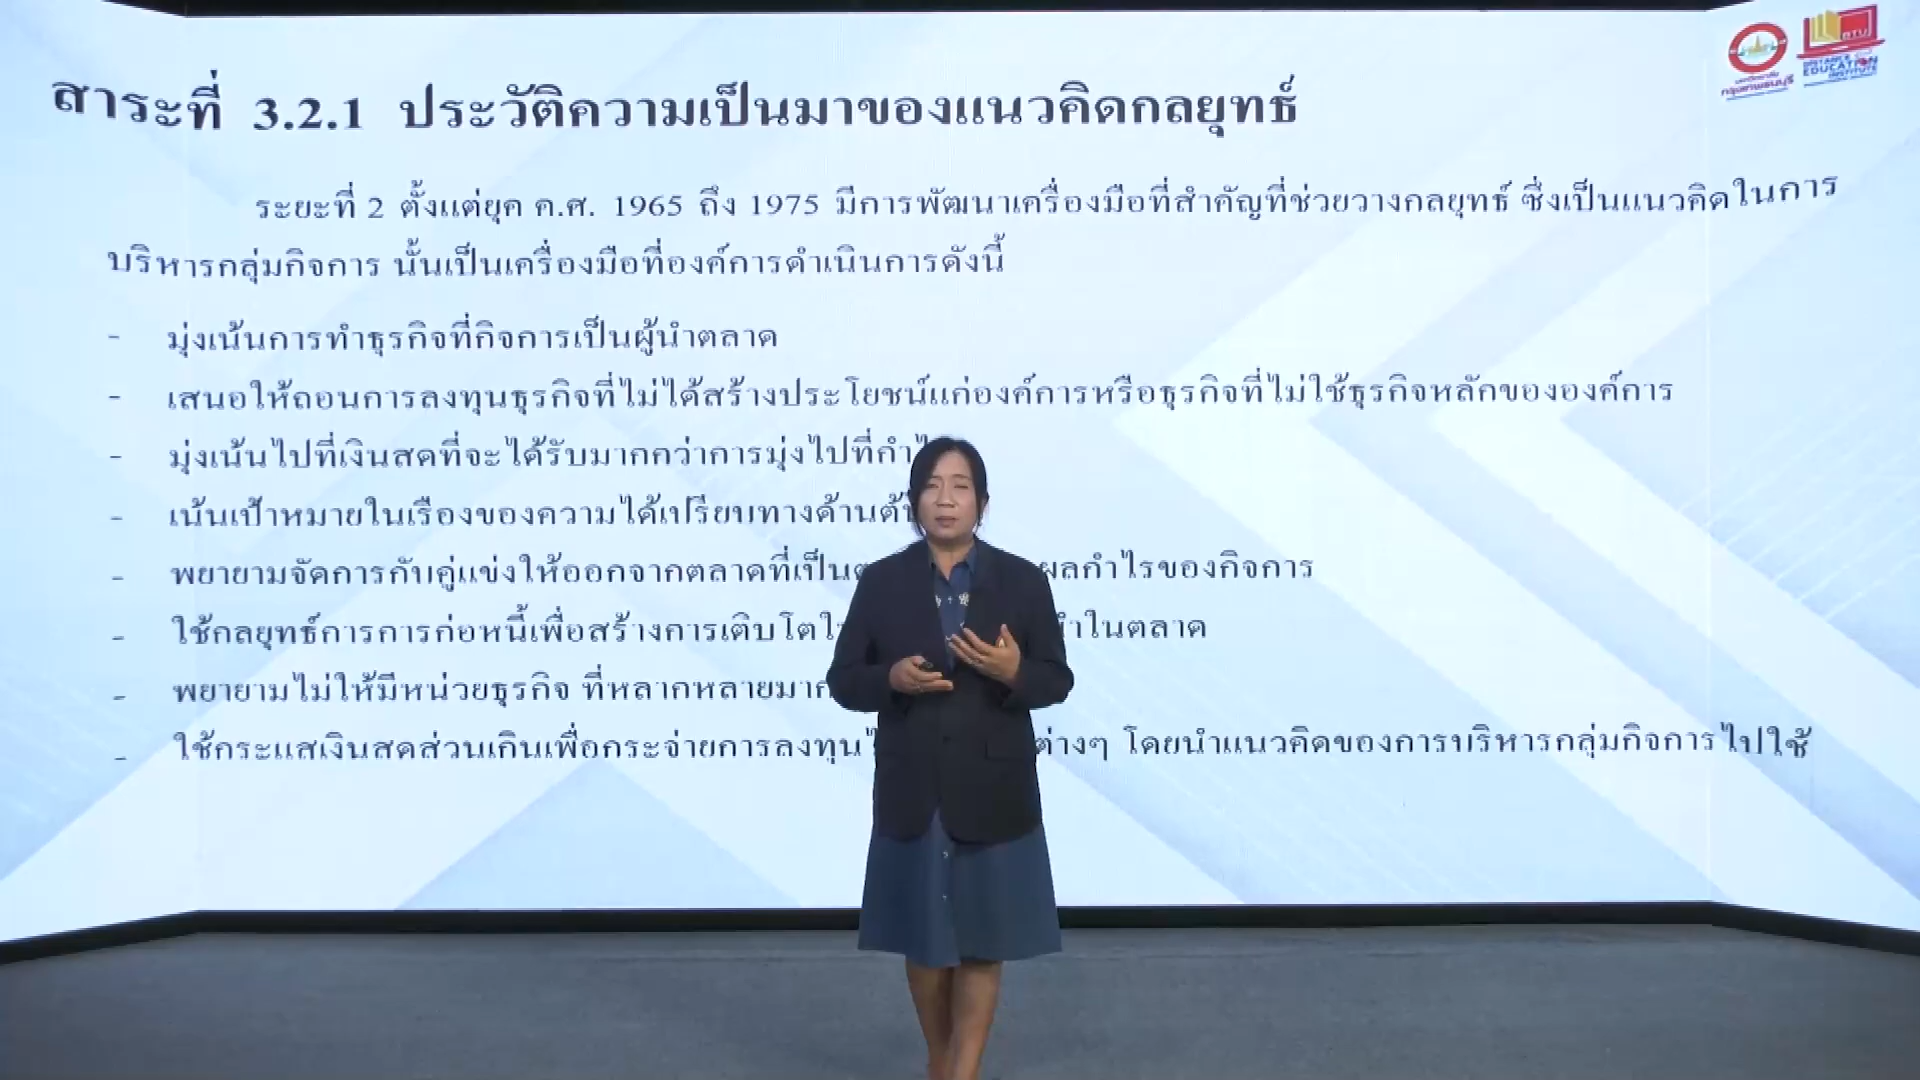 สาระที่ 3.2.1 ประวัติความเป็นมาของแนวคิดกลยุทธ์
มหาวิทยาลัย
กรุงเทพธนบุรี
BTU
DISTANCE
EDUCATION
INSTITUTE
ระยะที่ 2 ตั้งแต่ยุค ค.ศ. 1965 ถึง 1975 มีการพัฒนาเครื่องมือที่สำคัญที่ช่วยวางกลยุทธ์ ซึ่งเป็นแนวคิดในการ
บริหารกลุ่มกิจการ นั้นเป็นเครื่องมือที่องค์การดำเนินการดังนี้
- มุ่งเน้นการทำธุรกิจที่กิจการเป็นผู้นำตลาด
- เสนอให้ถอนการลงทุนธุรกิจที่ไม่ได้สร้างประโยชน์แก่องค์การหรือธุรกิจที่ไม่ใช้ธุรกิจหลักขององค์การ
- มุ่งเน้นไปที่เงินสดที่จะได้รับมากกว่าการมุ่งไปที่
- เน้นเป้าหมายในเรื่องของความได้เปรียบทางด้าน
- พยายามจัดการกับคู่แข่งให้ออกจากตลาดที่เป็น ผลกำไรของกิจการ
- ใช้กลยุทธ์การการก่อหนี้เพื่อสร้างการเติบโต ในตลาด
- พยายามไม่ให้มีหน่วยธุรกิจ ที่หลากหลาย
- ใช้กระแสเงินสดส่วนเกินเพื่อกระจ่ายการลงทุน ต่างๆ โดยนำแนวคิดของการบริหารกลุ่มกิจการไปใช้